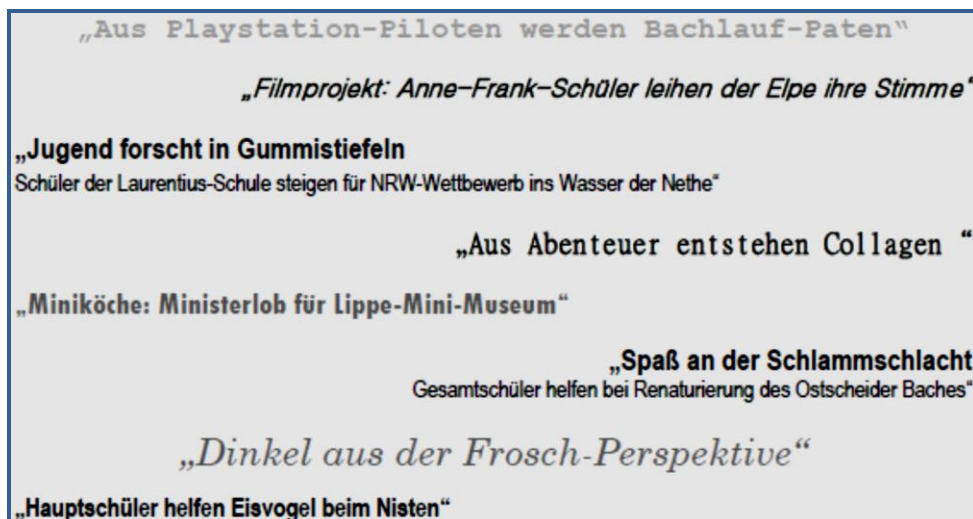 „Aus Playstation-Piloten werden Bachlauf-Paten“
„Filmprojekt: Anne-Frank-Schüler leihen der Elpe ihre Stimme“
„Jugend forscht in Gummistiefeln
Schüler der Laurentius-Schule steigen für NRW-Wettbewerb ins Wasser der Nethe“
„Aus Abenteuer entstehen Collagen “
„Miniköche: Ministerlob für Lippe-Mini-Museum“
„Spaß an der Schlammschlacht
Gesamtschüler helfen bei Renaturierung des Ostscheider Baches“
„Dinkel aus der Frosch-Perspektive“
„Hauptschüler helfen Eisvogel beim Nisten“